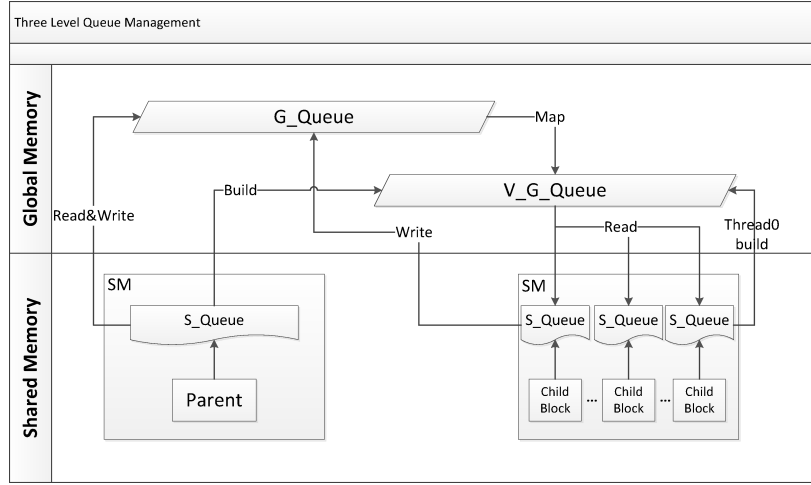 Three Level Queue Management
Global Memory
G_Queue
Map
V_G_Queue
Build
Read&Write
Write
Read
Thread0
build
Shared Memory
SM
S_Queue
Parent
SM
S_Queue
S_Queue
S_Queue
Child
Block
...
Child
Block
...
Child
Block